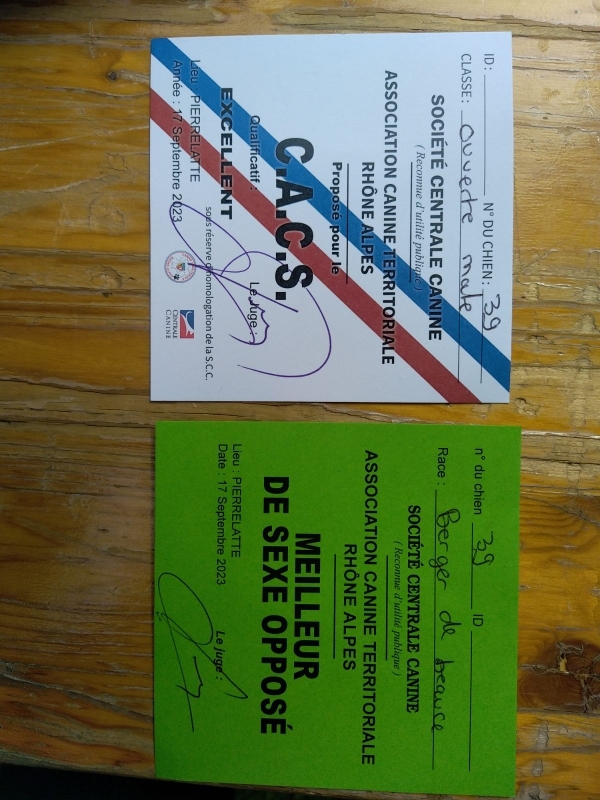 ID : N° DU CHIEN : 39
CLASSE : Ouverte male
SOCIÉTÉ CENTRALE CANINE
( Reconnue d'utilité publique )
ASSOCIATION CANINE TERRITORIALE
RHÔNE ALPES
Proposé pour le
C.A.C.S.
Qualificatif : Le Juge :
EXCELLENT
sous réserve d'homologation de la S.C.C.
Lieu : PIERRELATTE
Année : 17 Septembre 2023
CENTRALE
CANINE
n° du chien 39 ID
Race : Berger de beauce
SOCIÉTÉ CENTRALE CANINE
( Reconnue d'utilité publique )
ASSOCIATION CANINE TERRITORIALE
RHÔNE ALPES
MEILLEUR
DE SEXE OPPOSÉ
Lieu : PIERRELATTE
Date : 17 Septembre 2023
Le Juge :